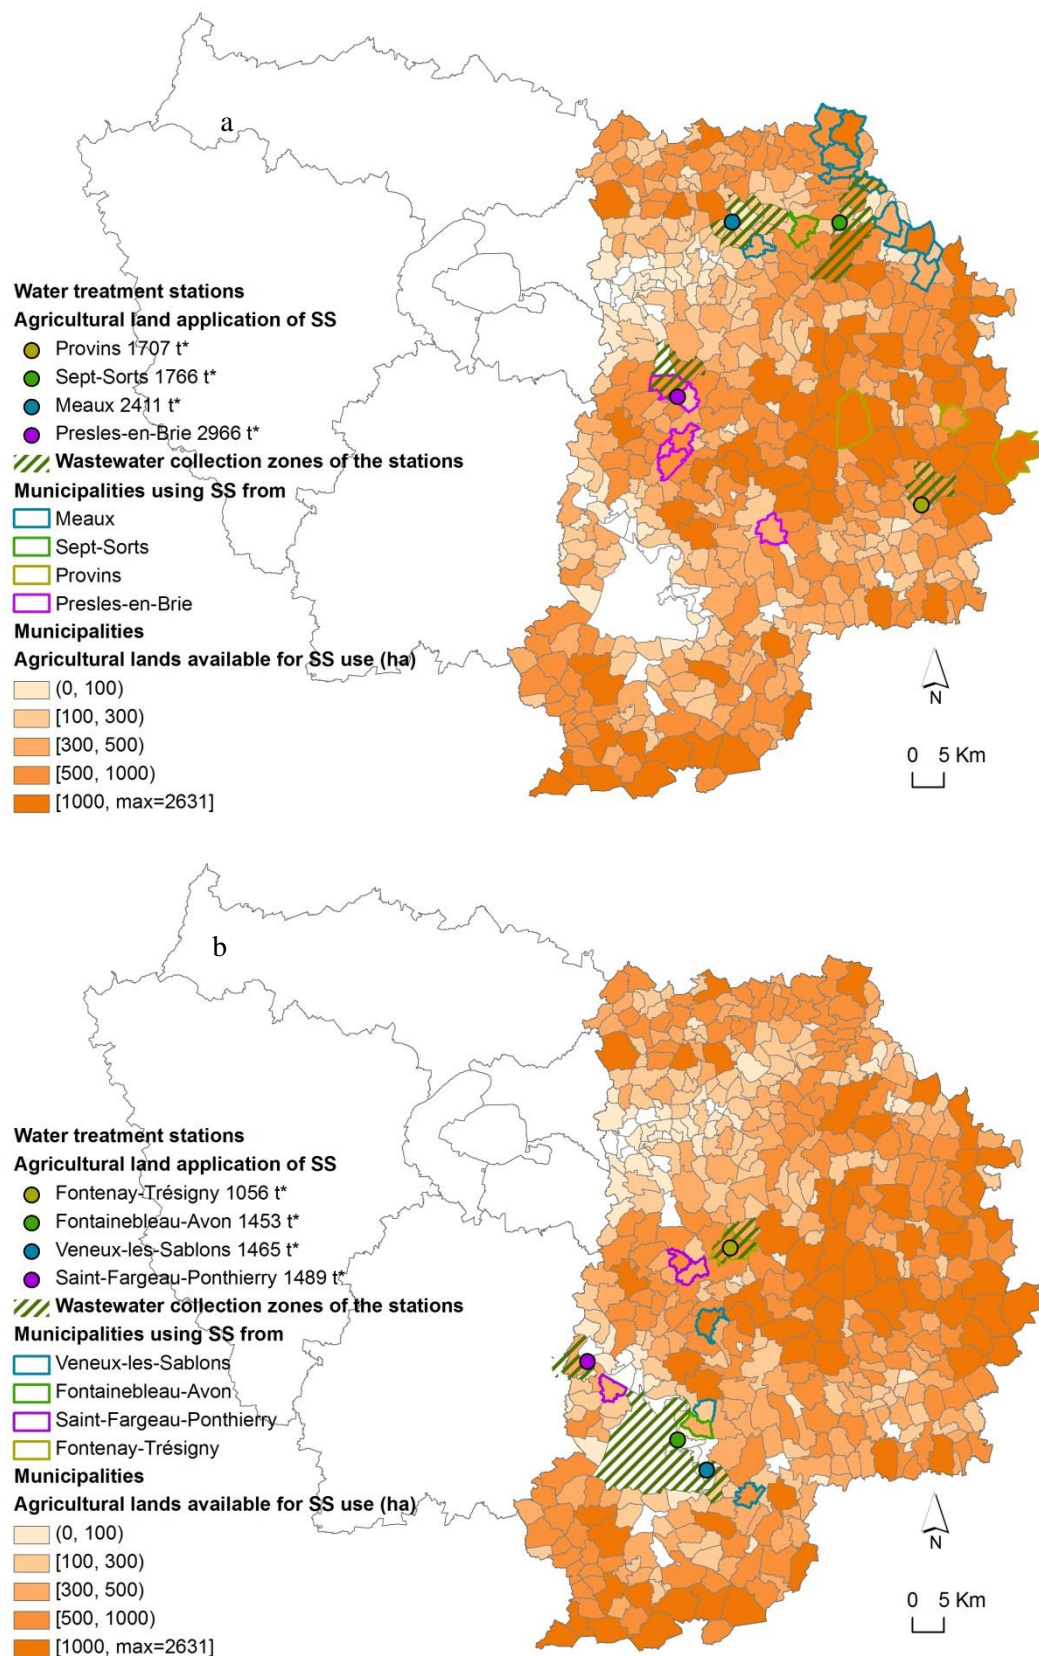 a
Water treatment stations
Agricultural land application of SS
Provins 1707 t*
Sept-Sorts 1766 t*
Meaux 2411 t*
Presles-en-Brie 2966 t*
Wastewater collection zones of the stations
Municipalities using SS from
Meaux
Sept-Sorts
Provins
Presles-en-Brie
Municipalities
Agricultural lands available for SS use (ha)
(0, 100)
[100, 300)
[300, 500)
[500, 1000)
[1000, max=2631]
N
0 5 Km
b
Water treatment stations
Agricultural land application of SS
Fontenay-Trésigny 1056 t*
Fontainebleau-Avon 1453 t*
Veneux-les-Sablons 1465 t*
Saint-Fargeau-Ponthierry 1489 t*
Wastewater collection zones of the stations
Municipalities using SS from
Veneux-les-Sablons
Fontainebleau-Avon
Saint-Fargeau-Ponthierry
Fontenay-Trésigny
Municipalities
Agricultural lands available for SS use (ha)
(0, 100)
[100, 300)
[300, 500)
[500, 1000)
[1000, max=2631]
N
0 5 Km